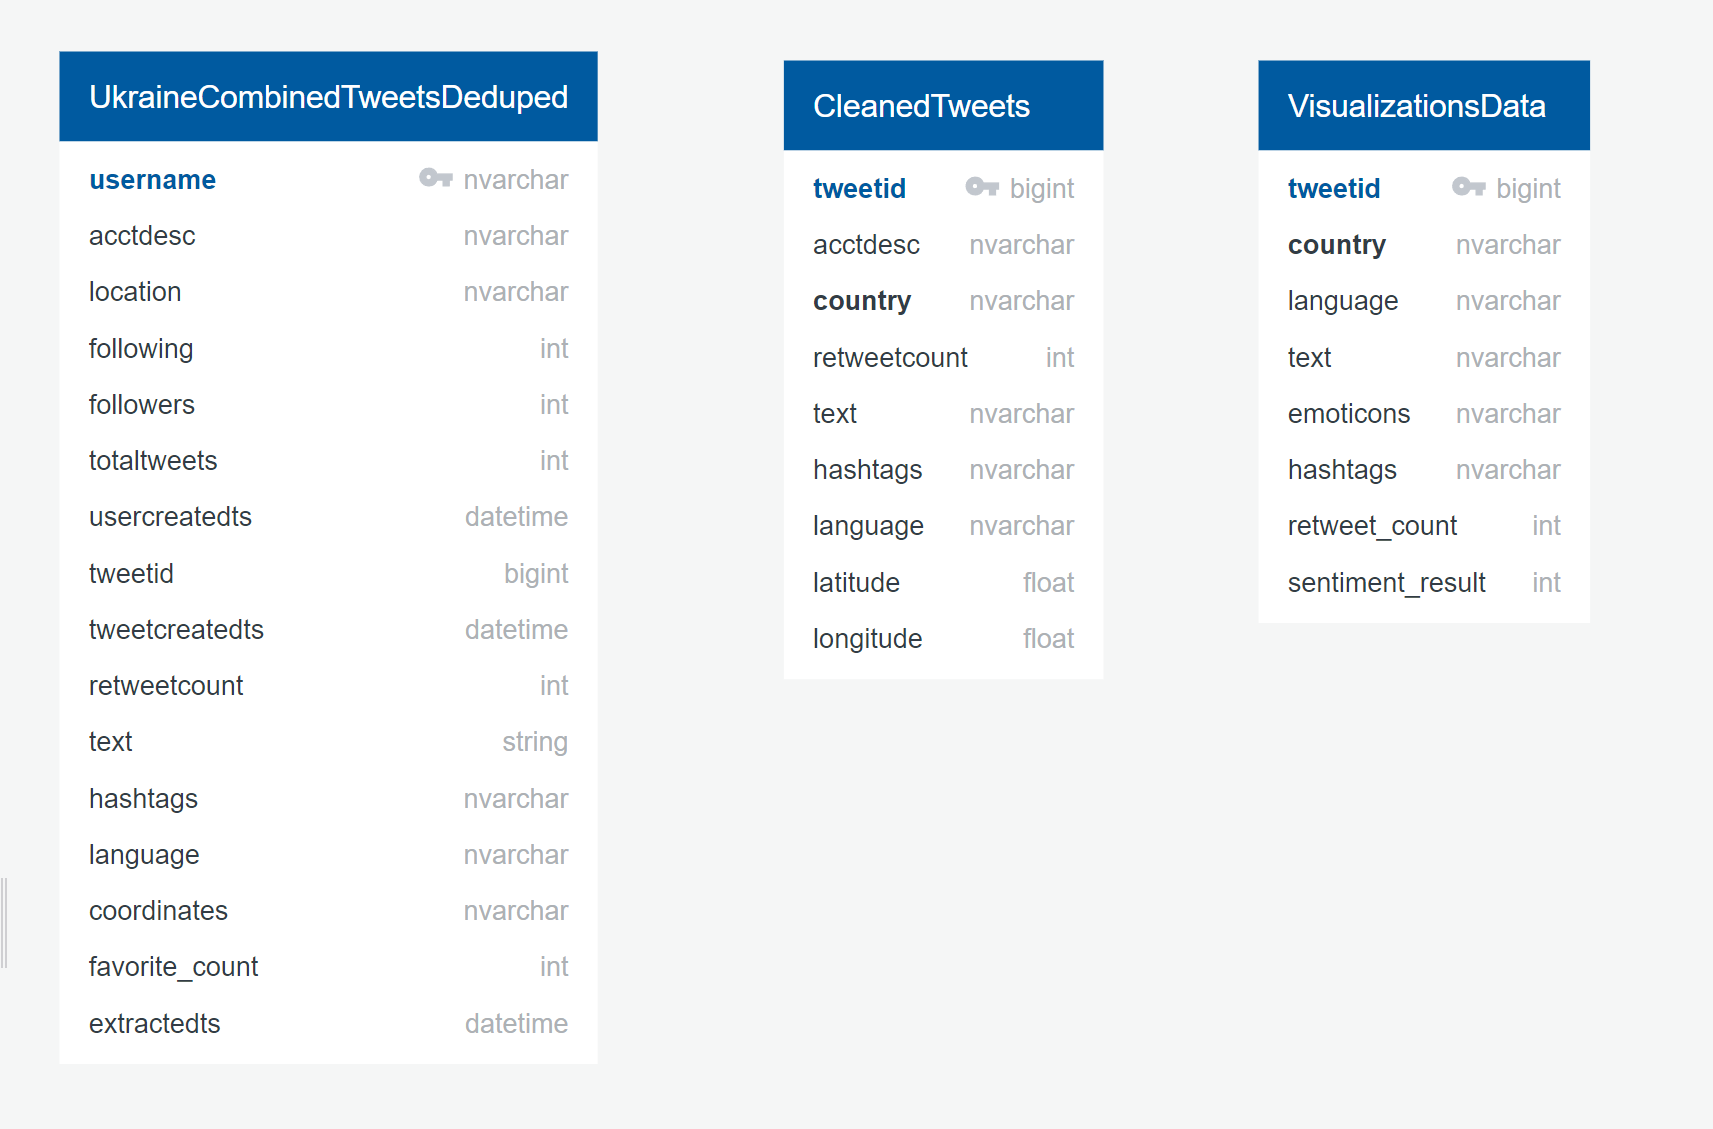 UkraineCombinedTweetsDeduped
username nvarchar
acctdesc nvarchar
location nvarchar
following int
followers int
totaltweets int
usercreatedts datetime
tweetid bigint
tweetcreatedts datetime
retweetcount int
text string
hashtags nvarchar
language nvarchar
coordinates nvarchar
favorite_count int
extractedts datetime
CleanedTweets
tweetid bigint
acctdesc nvarchar
country nvarchar
retweetcount int
text nvarchar
hashtags nvarchar
language nvarchar
latitude float
longitude float
VisualizationsData
tweetid bigint
country nvarchar
language nvarchar
text nvarchar
emoticons nvarchar
hashtags nvarchar
retweet_count int
sentiment_result int